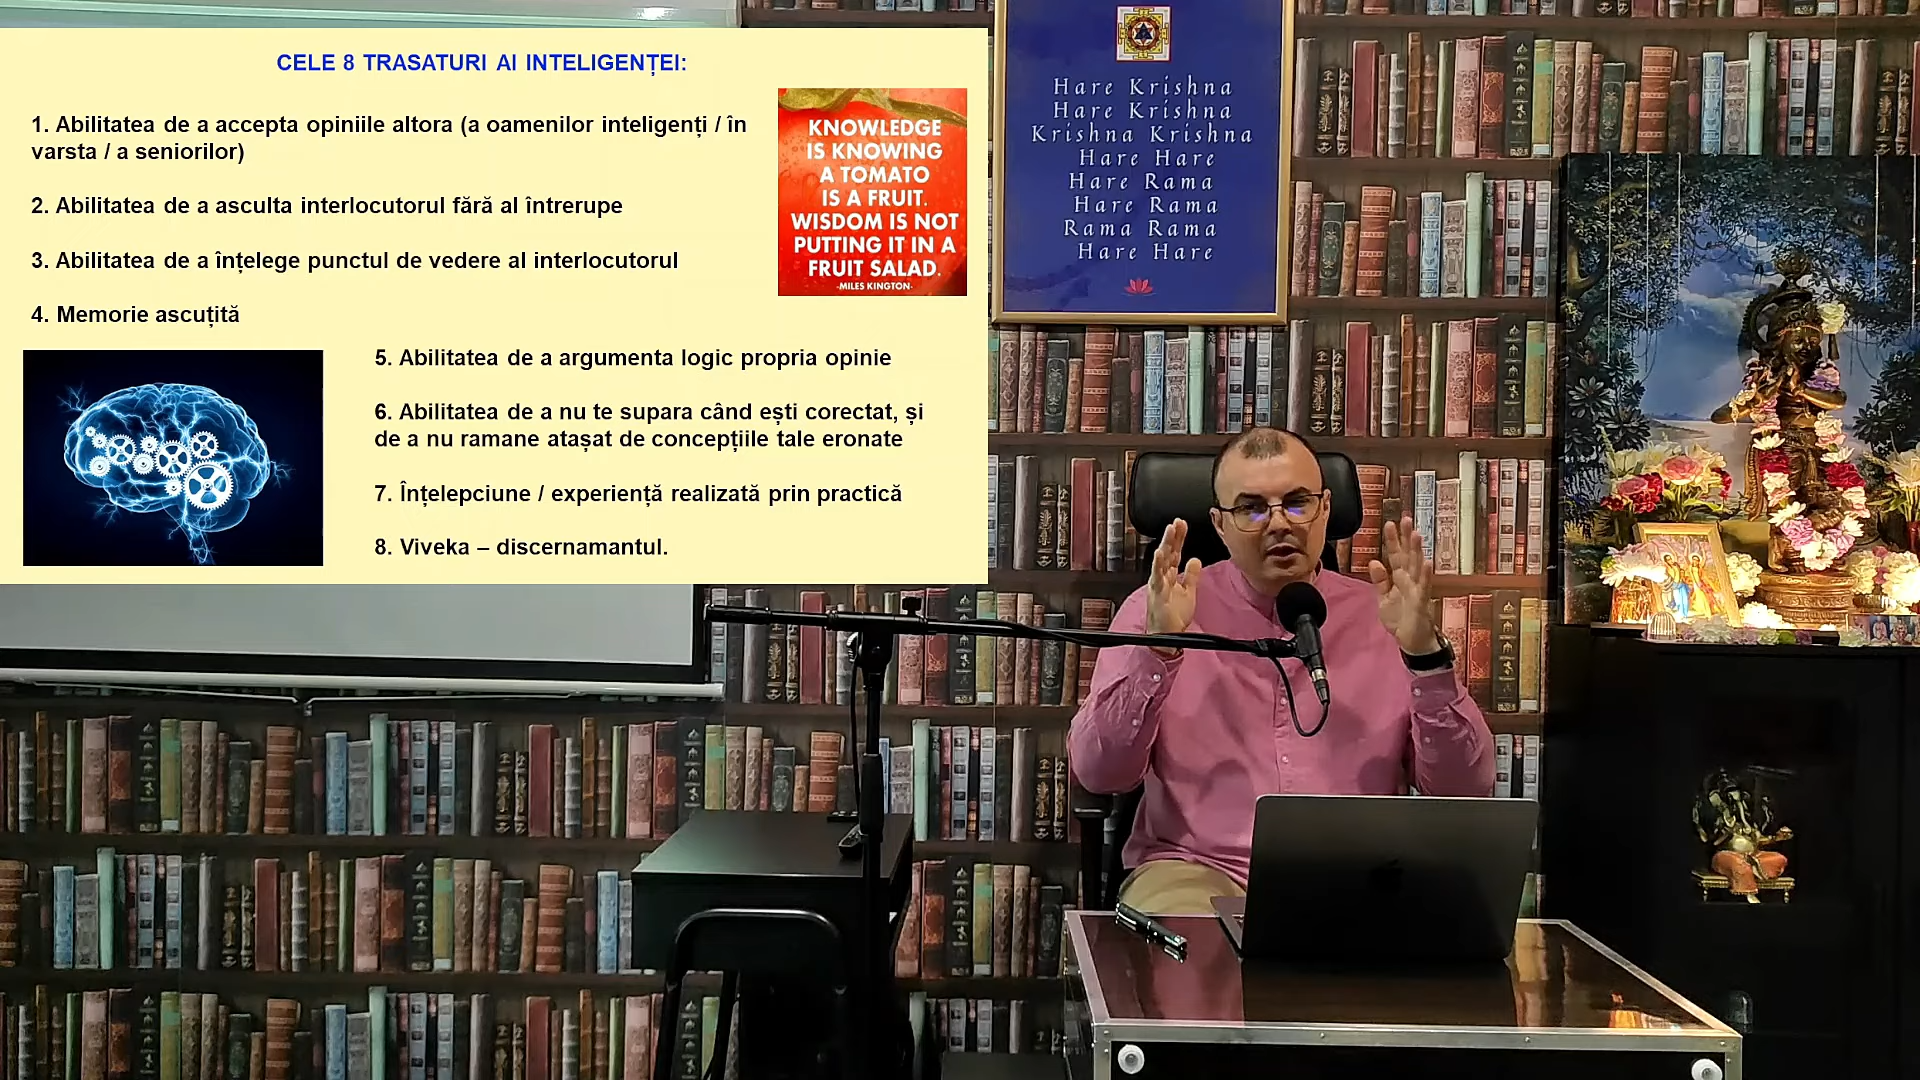 CELE 8 TRASATURI AI INTELIGENȚEI:
1. Abilitatea de a accepta opiniile altora (a oamenilor inteligenți / în
varsta / a seniorilor)
2. Abilitatea de a asculta interlocutorul fără al întrerupe
3. Abilitatea de a înțelege punctul de vedere al interlocutorul
4. Memorie ascuțită
5. Abilitatea de a argumenta logic propria opinie
6. Abilitatea de a nu te supara când ești corectat, și
de a nu ramane atașat de concepțiile tale eronate
7. Înțelepciune / experiență realizată prin practică
8. Viveka – discernamantul.
KNOWLEDGE
IS KNOWING
A TOMATO
IS A FRUIT.
WISDOM IS NOT
PUTTING IT IN A
FRUIT SALAD.
-MILES KINGTON-
Hare Krishna
Hare Krishna
Krishna Krishna
Hare Hare
Hare Rama
Hare Rama
Rama Rama
Hare Hare